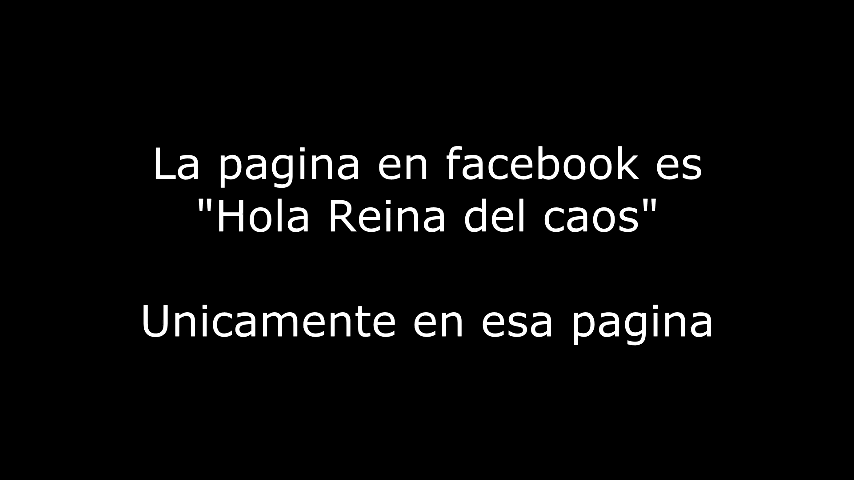 La pagina en facebook es
"Hola Reina del caos"
Unicamente en esa pagina